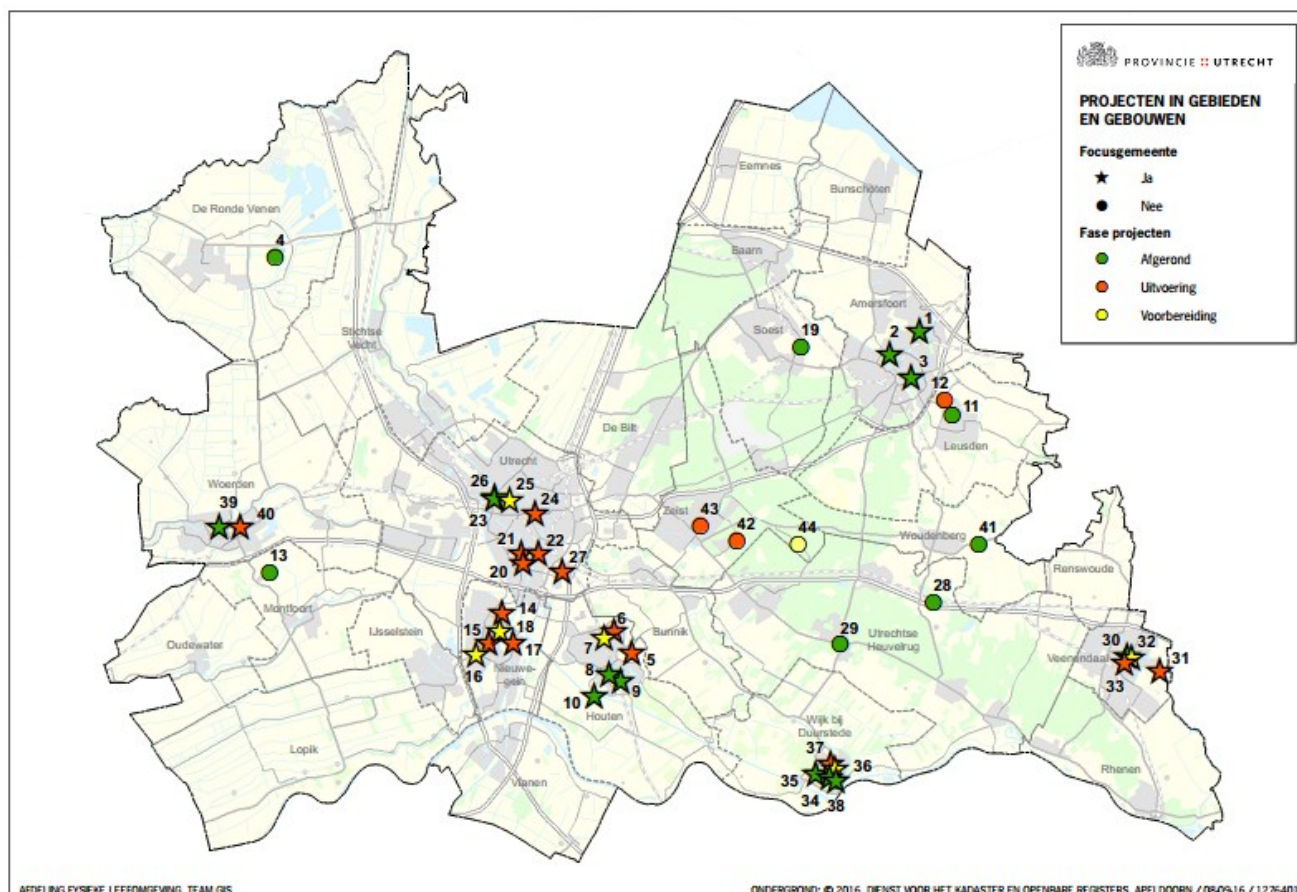 PROVINCIE :: UTRECHT
PROJECTEN IN GEBIEDEN
EN GEBOUWEN
Focusgemeente
Ja
Nee
Fase projecten
Afgerond
Uitvoering
Voorbereiding
Eemnes
Bunschoten
De Ronde Venen
4
Baarn
Amersfoort
1
Stichtse
Vecht
Soest
19
2
3
12
11
De Bilt
Leusden
Utrecht
Woerden
26
25
39
40
23
24
Zeist
43
42
44
41
Woudenberg
21
22
13
20
27
Renswoude
Montfoort
28
14
6
Oudewater
IJsselstein
15
18
7
Bunnik
29
Utrechtse
Heuvelrug
30
32
17
5
Veenendaal
31
16
Nieuwe-
gein
8
9
33
10
Houten
Wijk bij
Duurstede
Lopik
37
36
Vianen
35
Rhenen
34
38
AFDELING FYSIEKE LEEFOMGEVING, TEAM GIS
ONDERGROND: © 2016, DIENST VOOR HET KADASTER EN OPENBARE REGISTERS, APELDOORN / 08-09-16 / 12276401